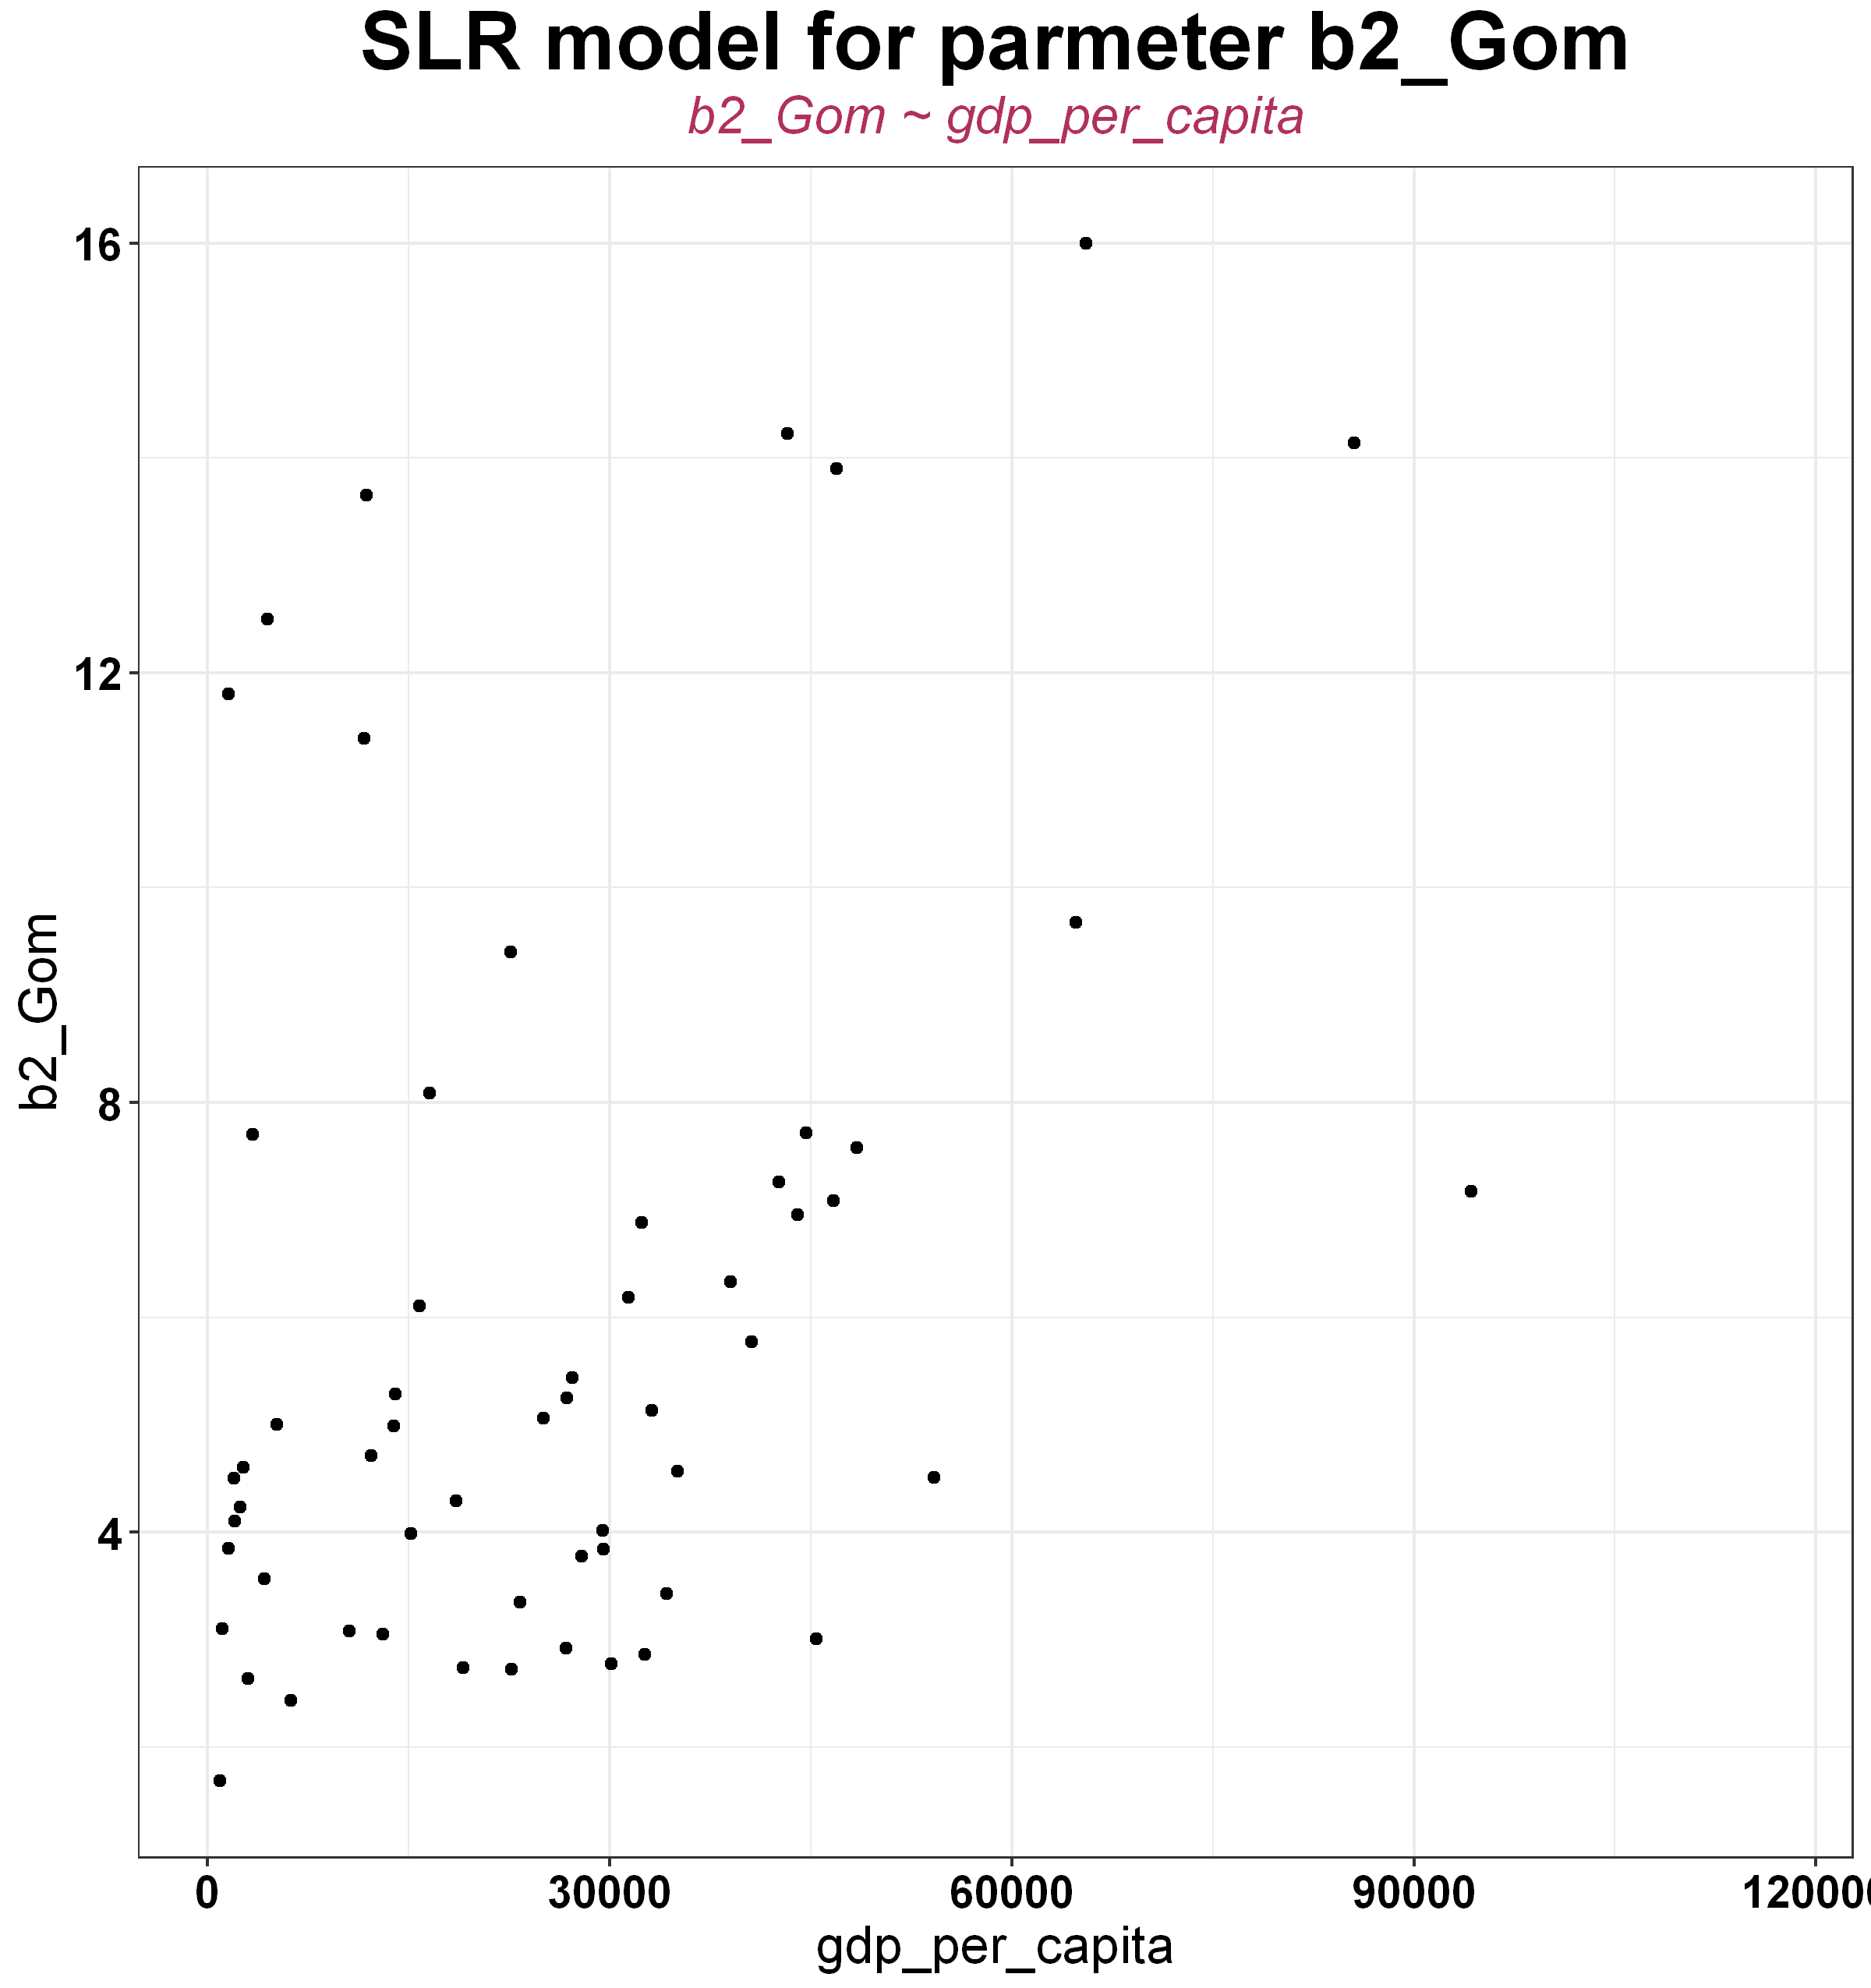 SLR model for parmeter b2_Gom
b2_Gom ~ gdp_per_capita
16
12
8
4
b2_Gom
0 30000 60000 90000 120000
gdp_per_capita